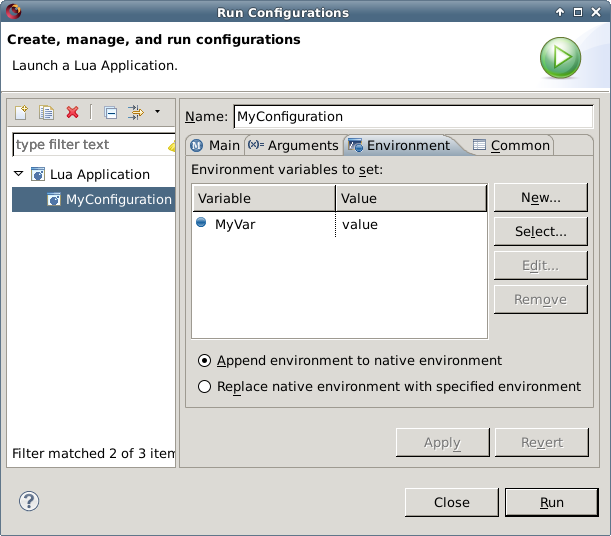 Run Configurations
Create, manage, and run configurations
Launch a Lua Application.
Name: MyConfiguration
type filter text
Main Arguments Environment Common
Lua Application
MyConfiguration
Environment variables to set:
Variable Value
MyVar value
New...
Select...
Edit...
Remove
Append environment to native environment
Replace native environment with specified environment
Filter matched 2 of 3 item
Apply Revert
? Close Run